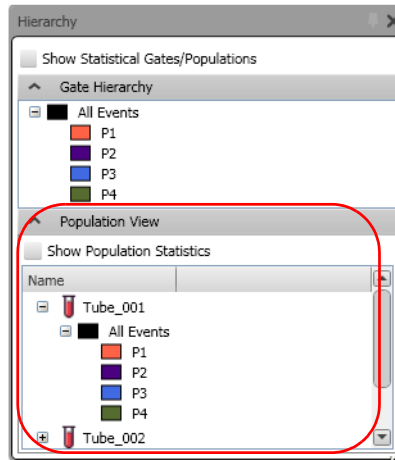 Hierarchy
Show Statistical Gates/Populations
Gate Hierarchy
All Events
P1
P2
P3
P4
Population View
Show Population Statistics
Name
Tube_001
All Events
P1
P2
P3
P4
Tube_002